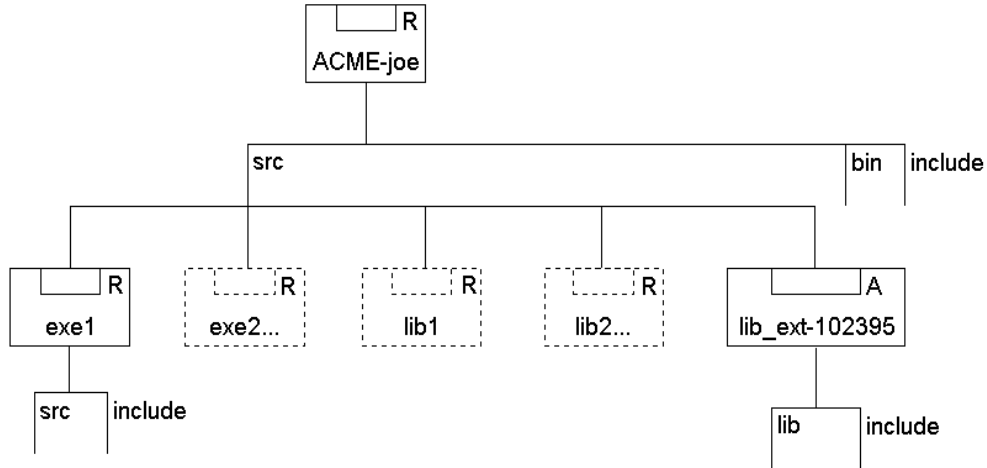 R
ACME-joe
src
bin
include
R
exe1
R
exe2...
R
lib1
R
lib2...
A
lib_ext-102395
src
include
lib
include